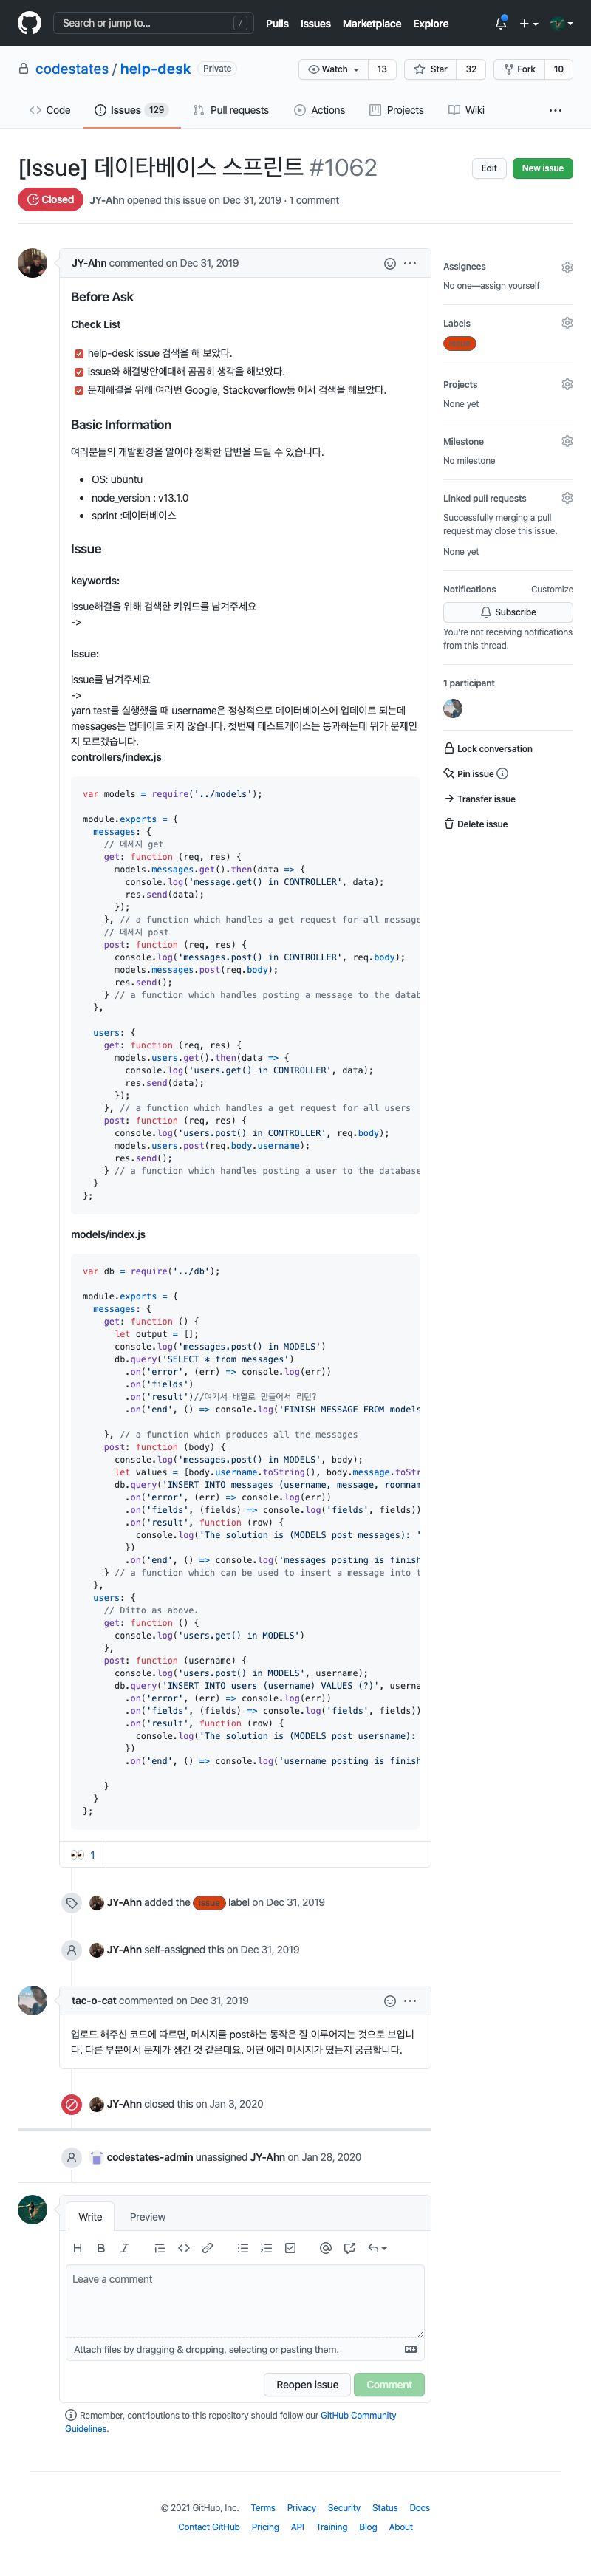 Search or jump to...
/
Pulls Issues Marketplace Explore
codestates / help-desk Private
Watch 13 Star 32 Fork 10
Code Issues 129 Pull requests Actions Projects Wiki
[Issue] 데이타베이스 스프린트 #1062
Edit New issue
Closed JY-Ahn opened this issue on Dec 31, 2019 · 1 comment
JY-Ahn commented on Dec 31, 2019
Before Ask
Check List
help-desk issue 검색을 해 보았다.
issue와 해결방안에대해 곰곰히 생각을 해보았다.
문제해결을 위해 여러번 Google, Stackoverflow등 에서 검색을 해보았다.
Basic Information
여러분들의 개발환경을 알아야 정확한 답변을 드릴 수 있습니다.
OS: ubuntu
node_version : v13.1.0
sprint :데이터베이스
Issue
keywords:
issue해결을 위해 검색한 키워드를 남겨주세요
->
Issue:
issue를 남겨주세요
->
yarn test를 실행했을 때 username은 정상적으로 데이터베이스에 업데이트 되는데
messages는 업데이트 되지 않습니다. 첫번째 테스트케이스는 통과하는데 뭐가 문제인
지 모르겠습니다.
controllers/index.js
var models = require('../models');
module.exports = {
messages: {
// 메세지 get
get: function (req, res) {
models.messages.get().then(data => {
console.log('message.get() in CONTROLLER', data);
res.send(data);
});
}, // a function which handles a get request for all message
// 메세지 post
post: function (req, res) {
console.log('messages.post() in CONTROLLER', req.body);
models.messages.post(req.body);
res.send();
} // a function which handles posting a message to the datab
},
users: {
get: function (req, res) {
models.users.get().then(data => {
console.log('users.get() in CONTROLLER', data);
res.send(data);
});
}, // a function which handles a get request for all users
post: function (req, res) {
console.log('users.post() in CONTROLLER', req.body);
models.users.post(req.body.username);
res.send();
} // a function which handles posting a user to the database
}
};
models/index.js
var db = require('../db');
module.exports = {
messages: {
get: function () {
let output = [];
console.log('messages.post() in MODELS')
db.query('SELECT * from messages')
.on('error', (err) => console.log(err))
.on('fields')
.on('result')//여기서 배열로 만들어서 리턴?
.on('end', () => console.log('FINISH MESSAGE FROM models
}, // a function which produces all the messages
post: function (body) {
console.log('messages.post() in MODELS', body);
let values = [body.username.toString(), body.message.toStr
db.query('INSERT INTO messages (username, message, roomnam
.on('error', (err) => console.log(err))
.on('fields', (fields) => console.log('fields', fields))
.on('result', function (row) {
console.log('The solution is (MODELS post messages): '
})
.on('end', () => console.log('messages posting is finish
} // a function which can be used to insert a message into t
},
users: {
// Ditto as above.
get: function () {
console.log('users.get() in MODELS')
},
post: function (username) {
console.log('users.post() in MODELS', username);
db.query('INSERT INTO users (username) VALUES (?)', userna
.on('error', (err) => console.log(err))
.on('fields', (fields) => console.log('fields', fields))
.on('result', function (row) {
console.log('The solution is (MODELS post usersname):
})
.on('end', () => console.log('username posting is finish
}
}
};
1
JY-Ahn added the issue label on Dec 31, 2019
JY-Ahn self-assigned this on Dec 31, 2019
tac-o-cat commented on Dec 31, 2019
업로드 해주신 코드에 따르면, 메시지를 post하는 동작은 잘 이루어지는 것으로 보입니
다. 다른 부분에서 문제가 생긴 것 같은데요. 어떤 에러 메시지가 떴는지 궁금합니다.
JY-Ahn closed this on Jan 3, 2020
codestates-admin unassigned JY-Ahn on Jan 28, 2020
Write Preview
Leave a comment
Attach files by dragging & dropping, selecting or pasting them.
Reopen issue Comment
Remember, contributions to this repository should follow our GitHub Community
Guidelines.
Assignees
No one—assign yourself
Labels
issue
Projects
None yet
Milestone
No milestone
Linked pull requests
Successfully merging a pull
request may close this issue.
None yet
Notifications Customize
Subscribe
You're not receiving notifications
from this thread.
1 participant
Lock conversation
Pin issue
Transfer issue
Delete issue
© 2021 GitHub, Inc. Terms Privacy Security Status Docs
Contact GitHub Pricing API Training Blog About